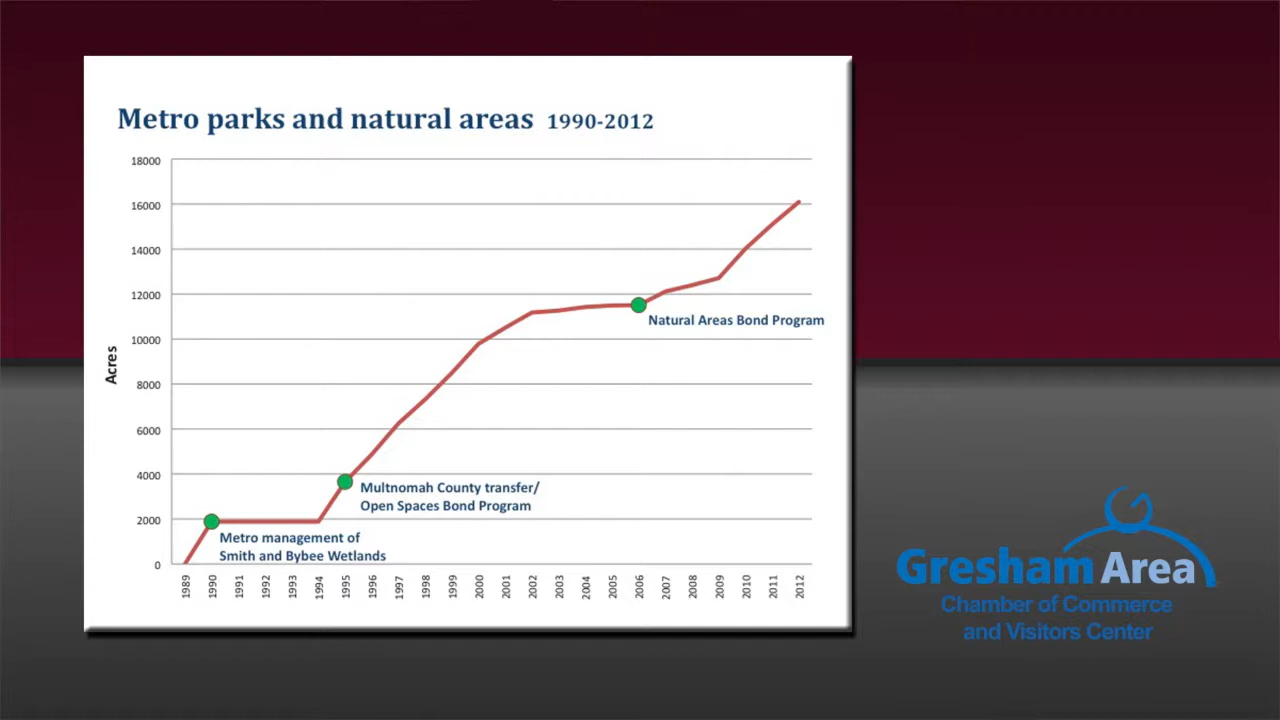 Metro parks and natural areas 1990-2012
18000
16000
14000
12000
10000
8000
6000
4000
2000
0
Acres
Natural Areas Bond Program
Multnomah County transfer/
Open Spaces Bond Program
Metro management of
Smith and Bybee Wetlands
1989 1990 1991 1992 1993 1994 1995 1996 1997 1998 1999 2000 2001 2002 2003 2004 2005 2006 2007 2008 2009 2010 2011 2012
G
Gresham Area
Chamber of Commerce
and Visitors Center